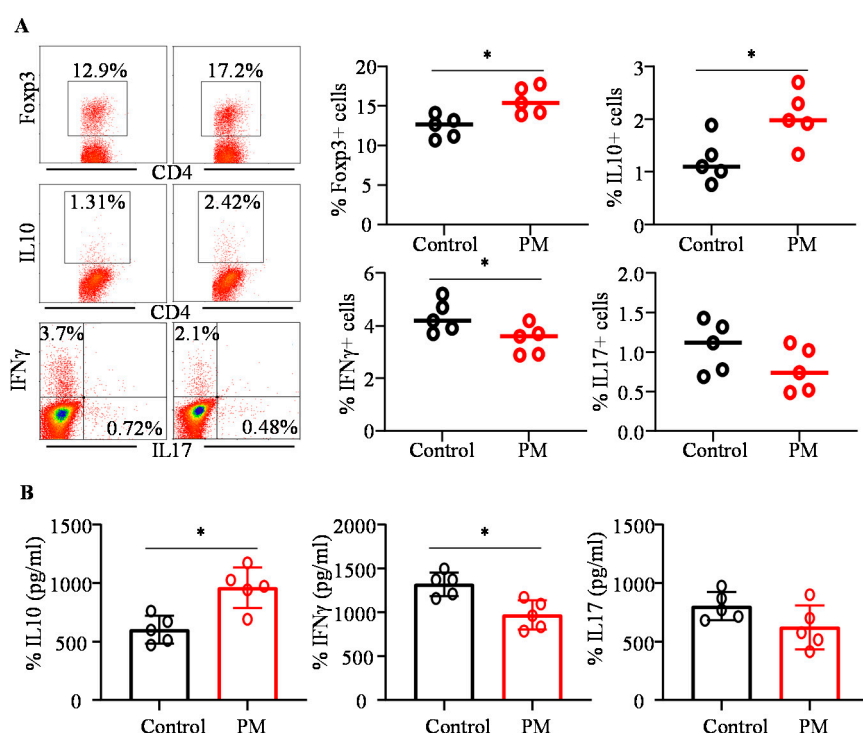 A
Foxp3
12.9%
17.2%
CD4
IL10
1.31%
2.42%
CD4
IFNγ
3.7%
2.1%
0.72%
0.48%
IL17
% Foxp3+ cells
20
15
10
5
0
*
Control
PM
% IL10+ cells
3
2
1
0
*
Control
PM
% IFNγ+ cells
6
4
2
0
*
Control
PM
% IL17+ cells
2.0
1.5
1.0
0.5
0.0
Control
PM
B
% IL10 (pg/ml)
1500
1000
500
0
*
Control
PM
% IFNγ (pg/ml)
2000
1500
1000
500
0
*
Control
PM
% IL17 (pg/ml)
1500
1000
500
0
Control
PM